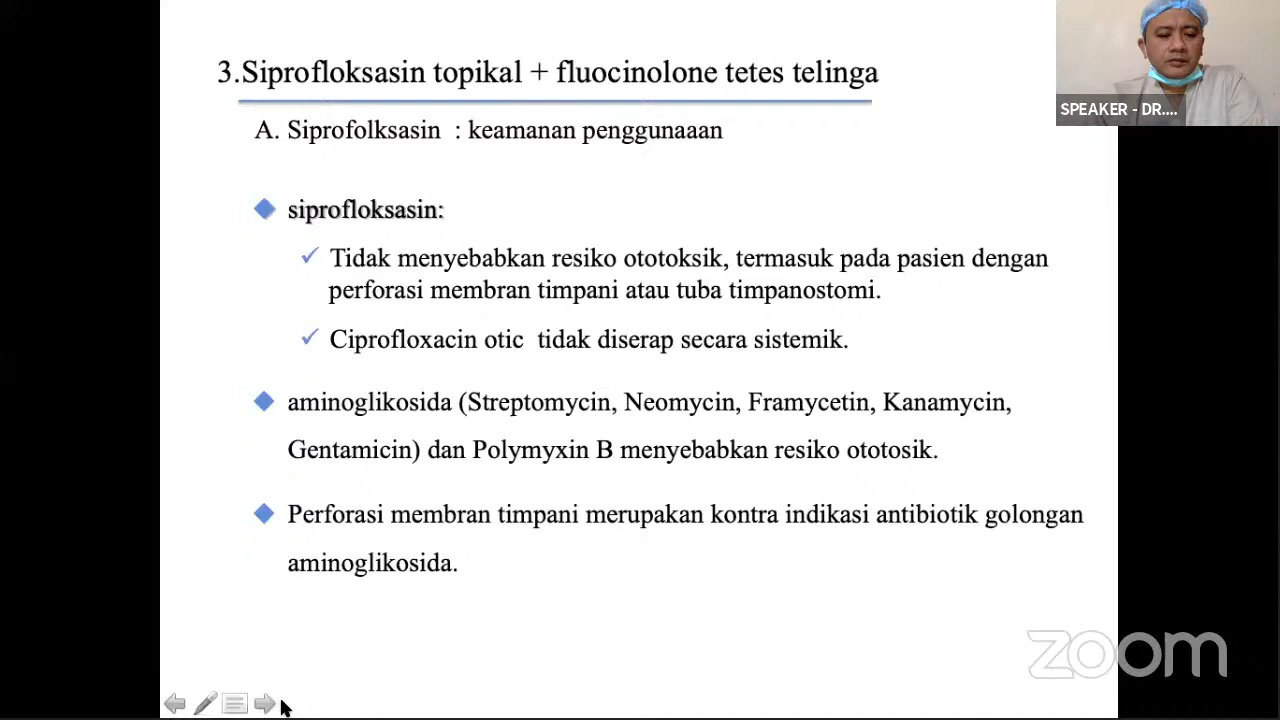 3.Siprofloksasin topikal + fluocinolone tetes telinga
SPEAKER - DR....
A. Siprofolksasin : keamanan penggunaaan
siprofloksasin:
Tidak menyebabkan resiko ototoksik, termasuk pada pasien dengan
perforasi membran timpani atau tuba timpanostomi.
Ciprofloxacin otic tidak diserap secara sistemik.
aminoglikosida (Streptomycin, Neomycin, Framycetin, Kanamycin,
Gentamicin) dan Polymyxin B menyebabkan resiko ototosik.
Perforasi membran timpani merupakan kontra indikasi antibiotik golongan
aminoglikosida.
zoom